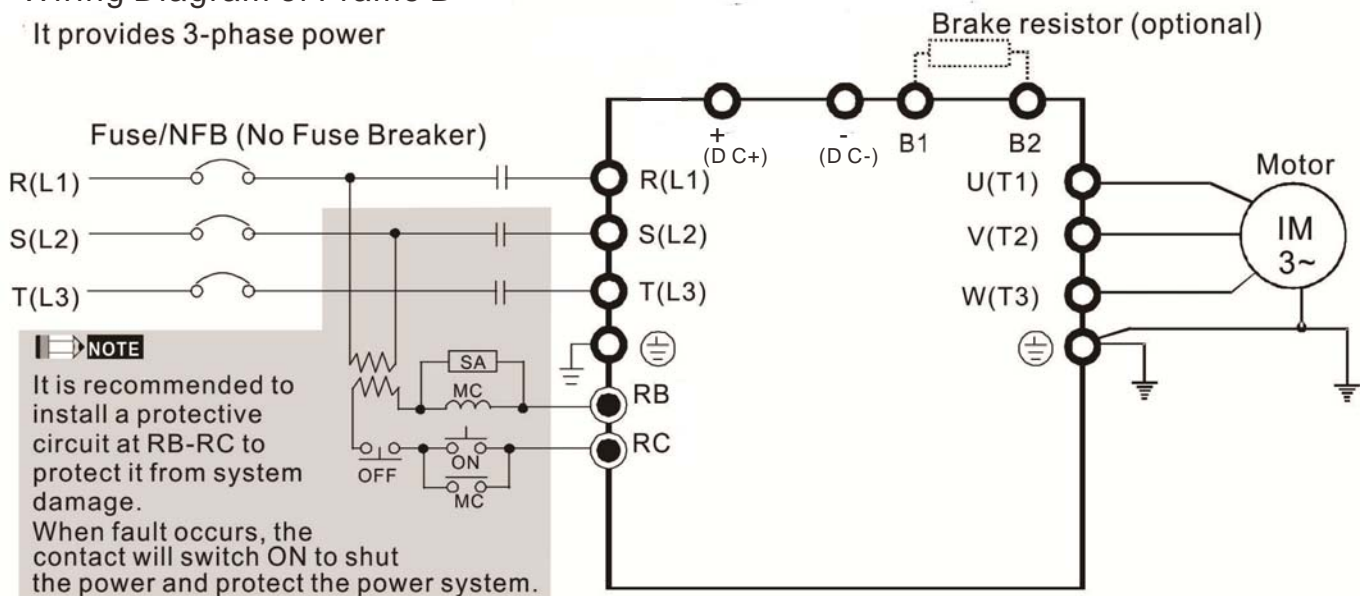 It provides 3-phase power
Brake resistor (optional)
Fuse/NFB (No Fuse Breaker)
+
(DC+)
-
(DC-)
B1
B2
Motor
R(L1)
R(L1)
U(T1)
S(L2)
S(L2)
V(T2)
IM
3~
T(L3)
T(L3)
W(T3)
NOTE
It is recommended to
install a protective
circuit at RB-RC to
protect it from system
damage.
When fault occurs, the
contact will switch ON to shut
the power and protect the power system.
SA
MC
RB
RC
OFF
ON
MC